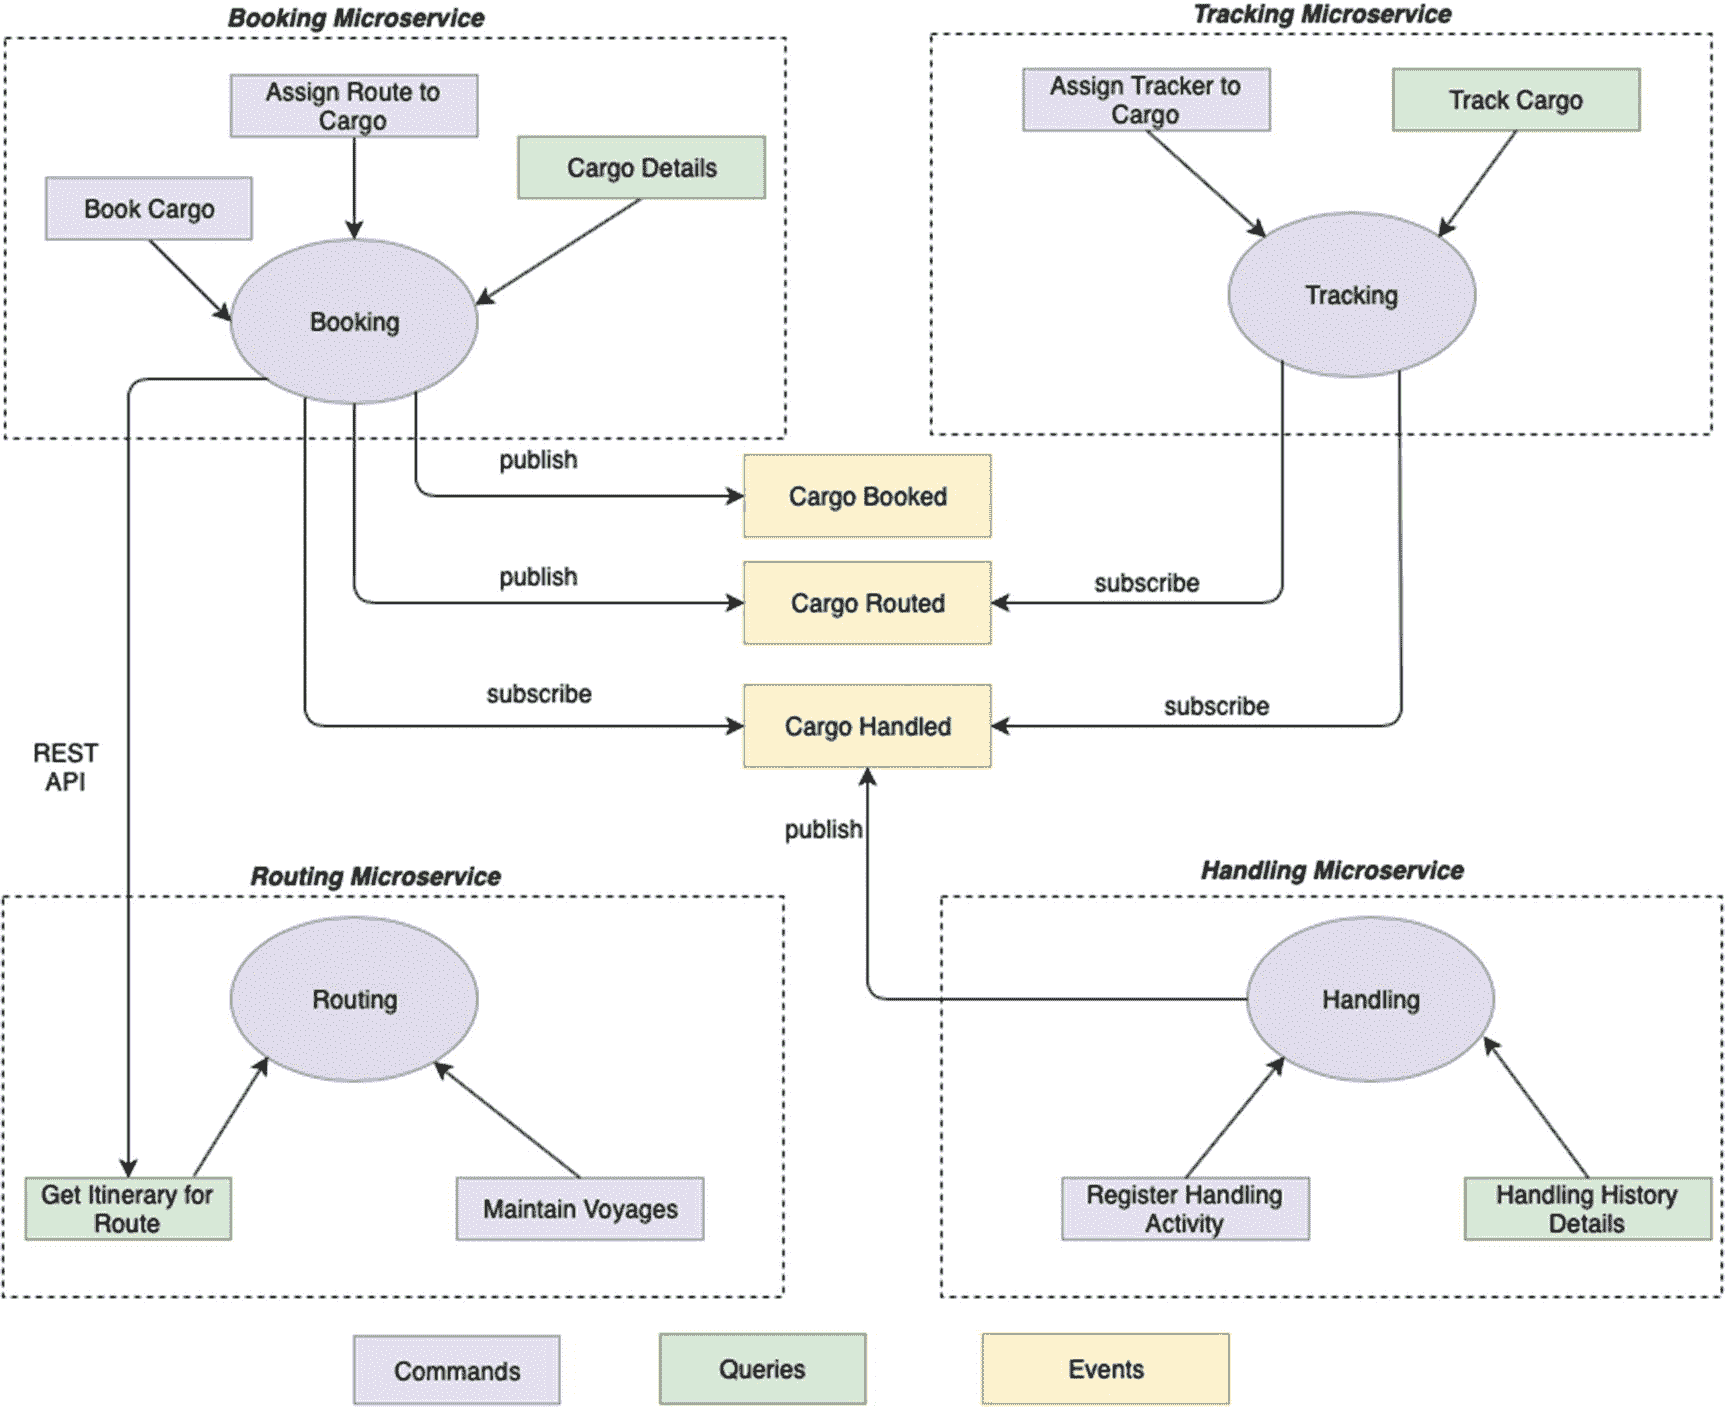 Booking Microservice
Tracking Microservice
Assign Route to
Cargo
Cargo Details
Book Cargo
Booking
Assign Tracker to
Cargo
Track Cargo
Tracking
publish
Cargo Booked
publish
Cargo Routed
subscribe
subscribe
Cargo Handled
subscribe
REST
API
publish
Routing Microservice
Handling Microservice
Routing
Handling
Get Itinerary for
Route
Maintain Voyages
Register Handling
Activity
Handling History
Details
Commands
Queries
Events